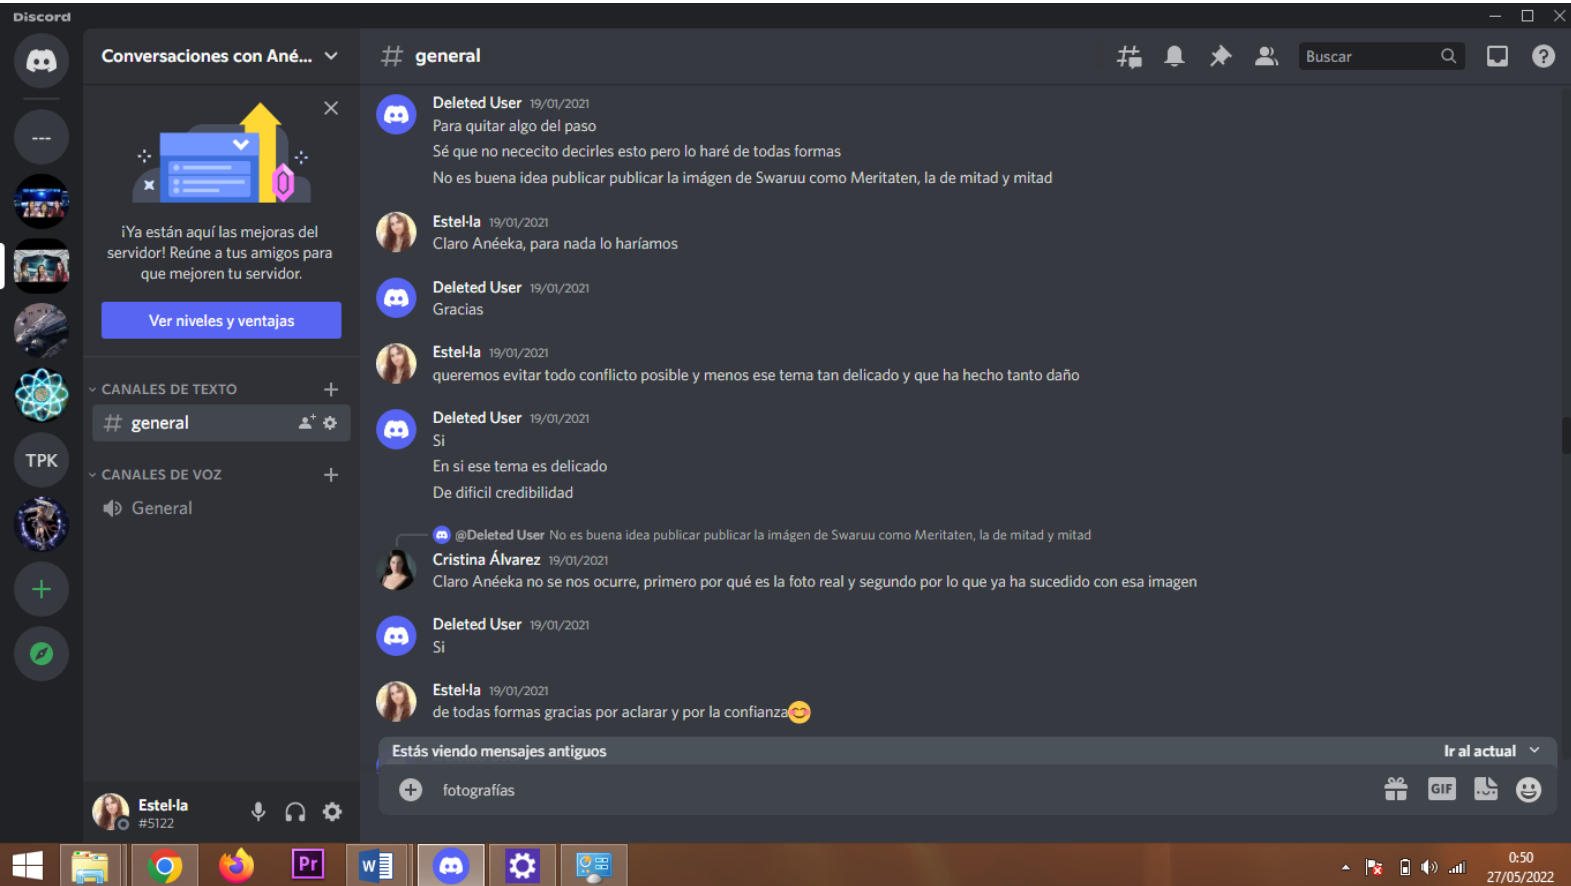 Discord
Conversaciones con Ané...
# general
Buscar
---
¡Ya están aquí las mejoras del
servidor! Reúne a tus amigos para
que mejoren tu servidor.
Ver niveles y ventajas
CANALES DE TEXTO
# general
CANALES DE VOZ
General
TPK
Deleted User 19/01/2021
Para quitar algo del paso
Sé que no nececito decirles esto pero lo haré de todas formas
No es buena idea publicar publicar la imágen de Swaruu como Meritaten, la de mitad y mitad
Estel·la 19/01/2021
Claro Anéeka, para nada lo haríamos
Deleted User 19/01/2021
Gracias
Estel·la 19/01/2021
queremos evitar todo conflicto posible y menos ese tema tan delicado y que ha hecho tanto daño
Deleted User 19/01/2021
Si
En si ese tema es delicado
De dificil credibilidad
@Deleted User No es buena idea publicar publicar la imágen de Swaruu como Meritaten, la de mitad y mitad
Cristina Álvarez 19/01/2021
Claro Anéeka no se nos ocurre, primero por qué es la foto real y segundo por lo que ya ha sucedido con esa imagen
Deleted User 19/01/2021
Si
Estel·la 19/01/2021
de todas formas gracias por aclarar y por la confianza😊
Estás viendo mensajes antiguos
Ir al actual
fotografías
GIF
Estel·la
#5122
Pr
W
0:50
27/05/2022